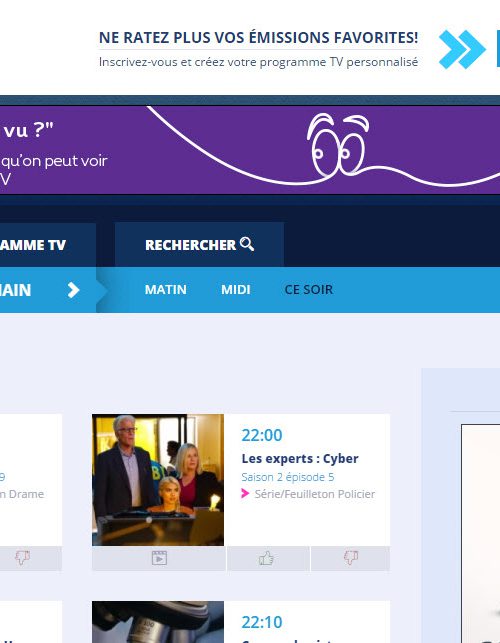 NE RATEZ PLUS VOS ÉMISSIONS FAVORITES!
Inscrivez-vous et créez votre programme TV personnalisé
vu ?"
qu'on peut voir
V
AMME TV
RECHERCHER
AIN
MATIN
MIDI
CE SOIR
22:00
Les experts : Cyber
9
Saison 2 épisode 5
n Drame
Série/Feuilleton Policier
22:10